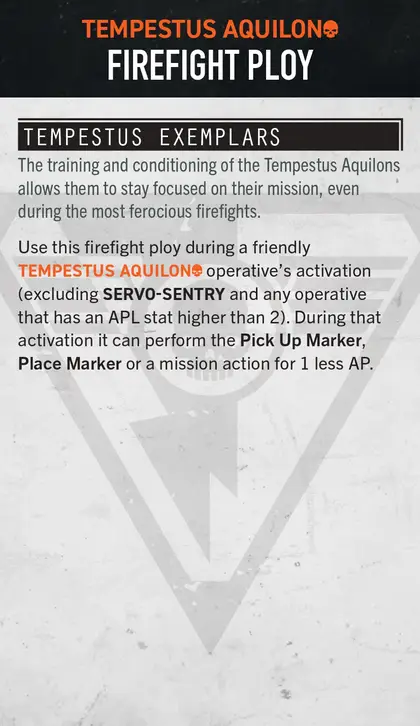 TEMPESTUS AQUILON
FIREFIGHT PLOY
TEMPESTUS EXEMPLARS
The training and conditioning of the Tempestus Aquilons
allows them to stay focused on their mission, even
during the most ferocious firefights.
Use this firefight ploy during a friendly
TEMPESTUS AQUILON operative’s activation
(excluding SERVO-SENTRY and any operative
that has an APL stat higher than 2). During that
activation it can perform the Pick Up Marker,
Place Marker or a mission action for 1 less AP.